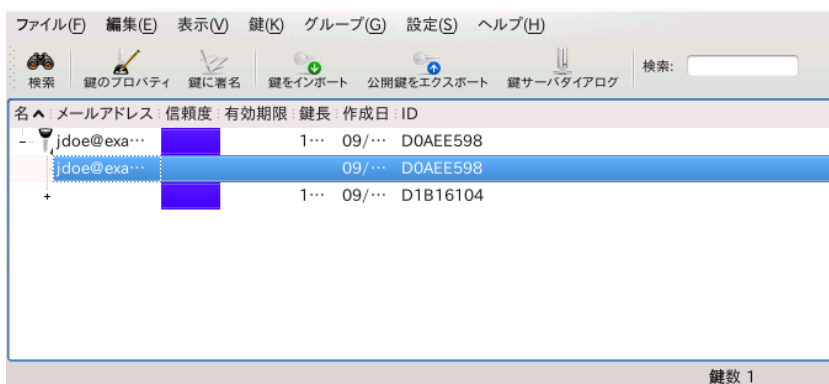 ファイル(F) 編集(E) 表示(V) 鍵(K) グループ(G) 設定(S) ヘルプ(H)
検索 鍵のプロパティ 鍵に署名 鍵をインポート 公開鍵をエクスポート 鍵サーバダイアログ 検索:
名 メールアドレス 信頼度 有効期限 鍵長 作成日 ID
jdoe@exa… 1… 09/… D0AEE598
jdoe@exa… 09/… D0AEE598
1… 09/… D1B16104
鍵数 1